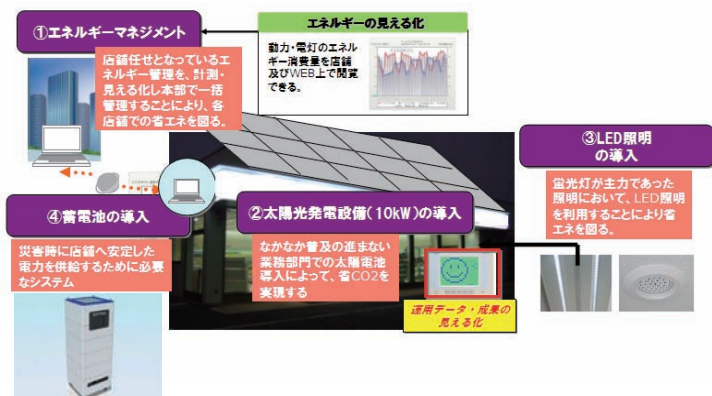 エネルギーの見える化
動力・電灯のエネル
ギー消費量を店舗
及びWEB上で閲覧
できる。
①エネルギーマネジメント
店舗任せとなっているエ
ネルギー管理を、計測・
見える化し本部で一括
管理することにより、各
店舗での省エネを図る。
②太陽光発電設備(10kW)の導入
なかなか普及の進まない
業務部門での太陽電池
導入によって、省CO2を
実現する
運用データ・成果の
見える化
③LED照明
の導入
蛍光灯が主力であった
照明において、LED照明
を利用することにより省
エネを図る。
④蓄電池の導入
災害時に店舗へ安定した
電力を供給するために必要
なシステム